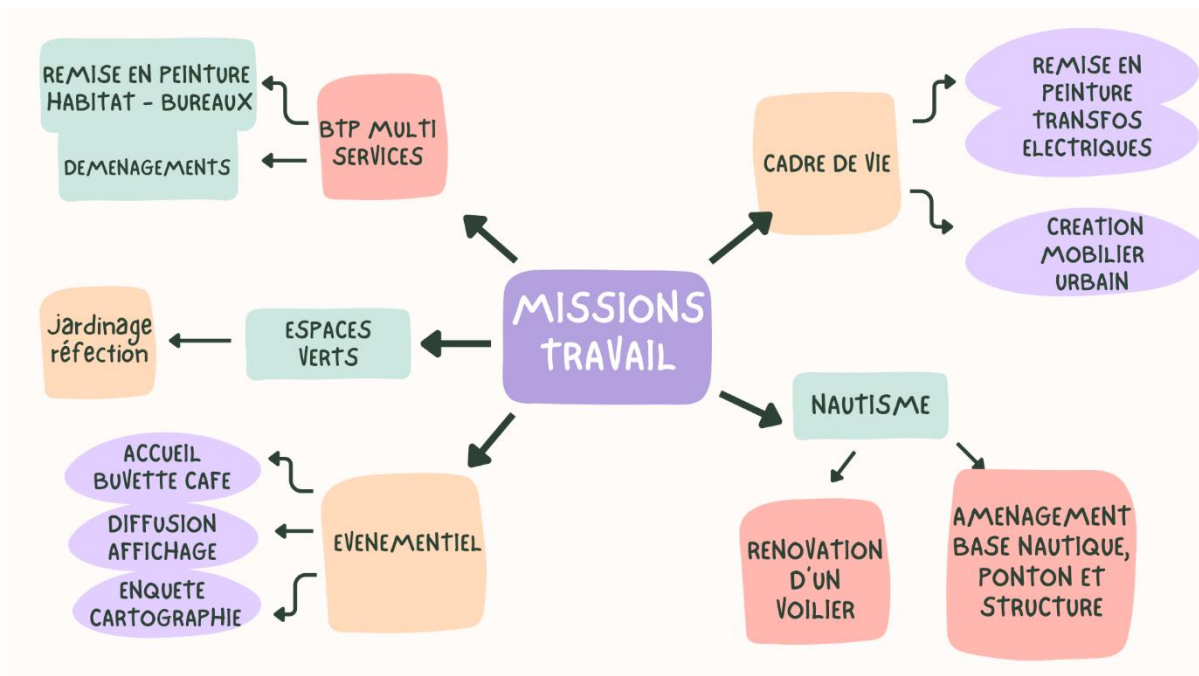 REMISE EN PEINTURE
HABITAT - BUREAUX
DEMENAGEMENTS
BTP MULTI
SERVICES
CADRE DE VIE
REMISE EN
PEINTURE
TRANSFOS
ELECTRIQUES
CREATION
MOBILIER
URBAIN
MISSIONS
TRAVAIL
ESPACES
VERTS
jardinage
réfection
NAUTISME
ACCUEIL
BUVETTE CAFE
DIFFUSION
AFFICHAGE
ENQUETE
CARTOGRAPHIE
EVENEMENTIEL
RENOVATION
D'UN
VOILIER
AMENAGEMENT
BASE NAUTIQUE,
PONTON ET
STRUCTURE